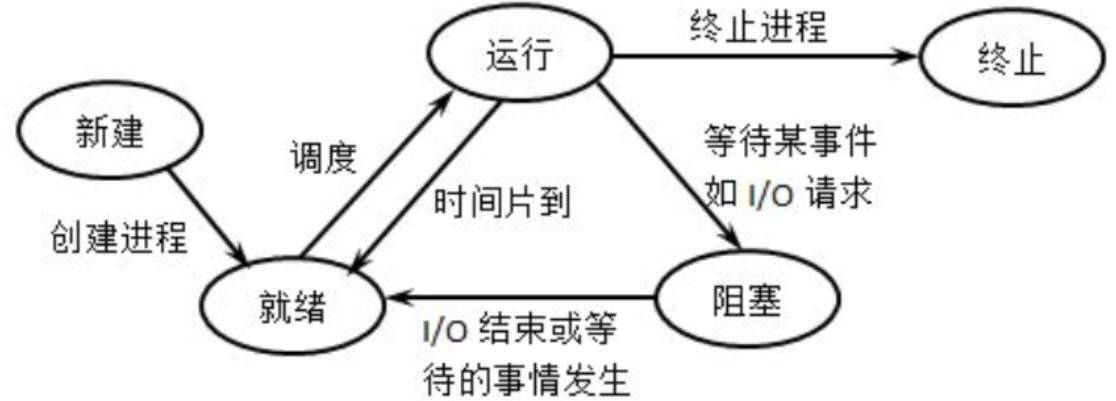 终止进程
运行
终止
新建
等待某事件
如 I/O 请求
调度
时间片到
创建进程
就绪
阻塞
I/O 结束或等
待的事情发生